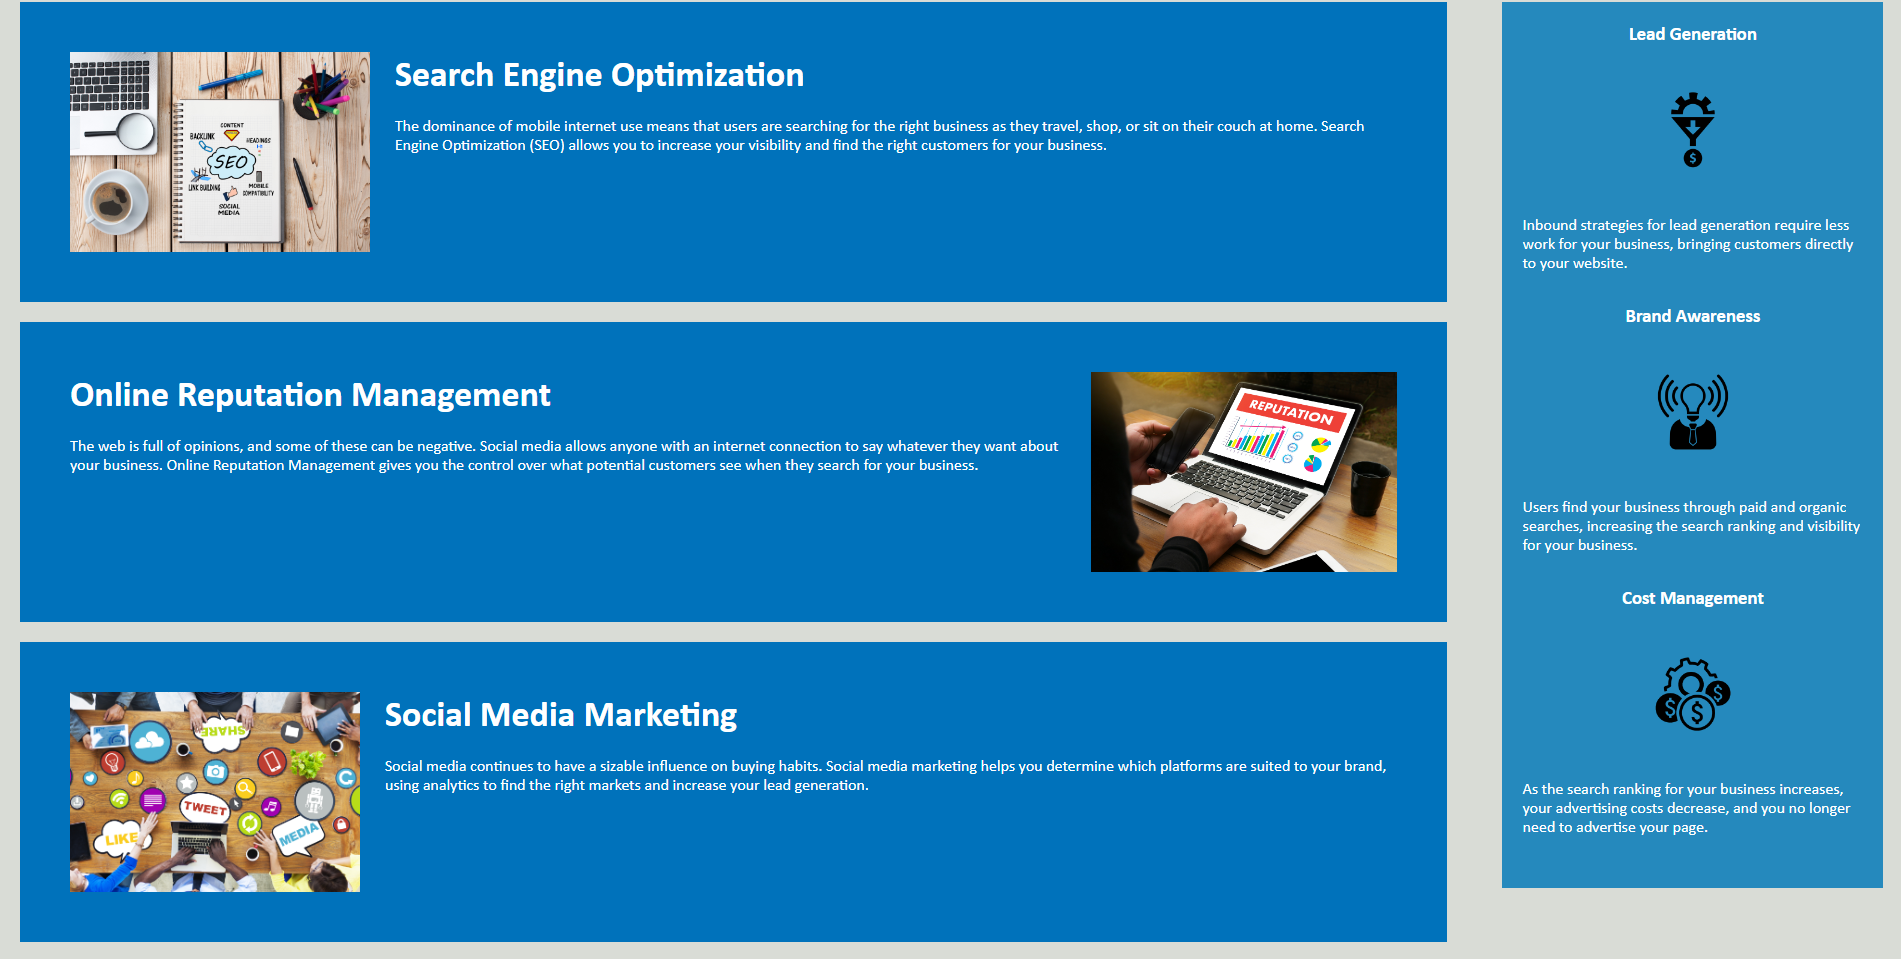 Search Engine Optimization
The dominance of mobile internet use means that users are searching for the right business as they travel, shop, or sit on their couch at home. Search
Engine Optimization (SEO) allows you to increase your visibility and find the right customers for your business.
CONTENT
BACKLINK
HEADINGS
SEO
LINK BUILDING
MOBILE
COMPATIBILITY
SOCIAL
MEDIA
Online Reputation Management
The web is full of opinions, and some of these can be negative. Social media allows anyone with an internet connection to say whatever they want about
your business. Online Reputation Management gives you the control over what potential customers see when they search for your business.
REPUTATION
Social Media Marketing
Social media continues to have a sizable influence on buying habits. Social media marketing helps you determine which platforms are suited to your brand,
using analytics to find the right markets and increase your lead generation.
SHARE
TWEET
LIKE
MEDIA
Lead Generation
$
Inbound strategies for lead generation require less
work for your business, bringing customers directly
to your website.
Brand Awareness
Users find your business through paid and organic
searches, increasing the search ranking and visibility
for your business.
Cost Management
$
$
$
As the search ranking for your business increases,
your advertising costs decrease, and you no longer
need to advertise your page.